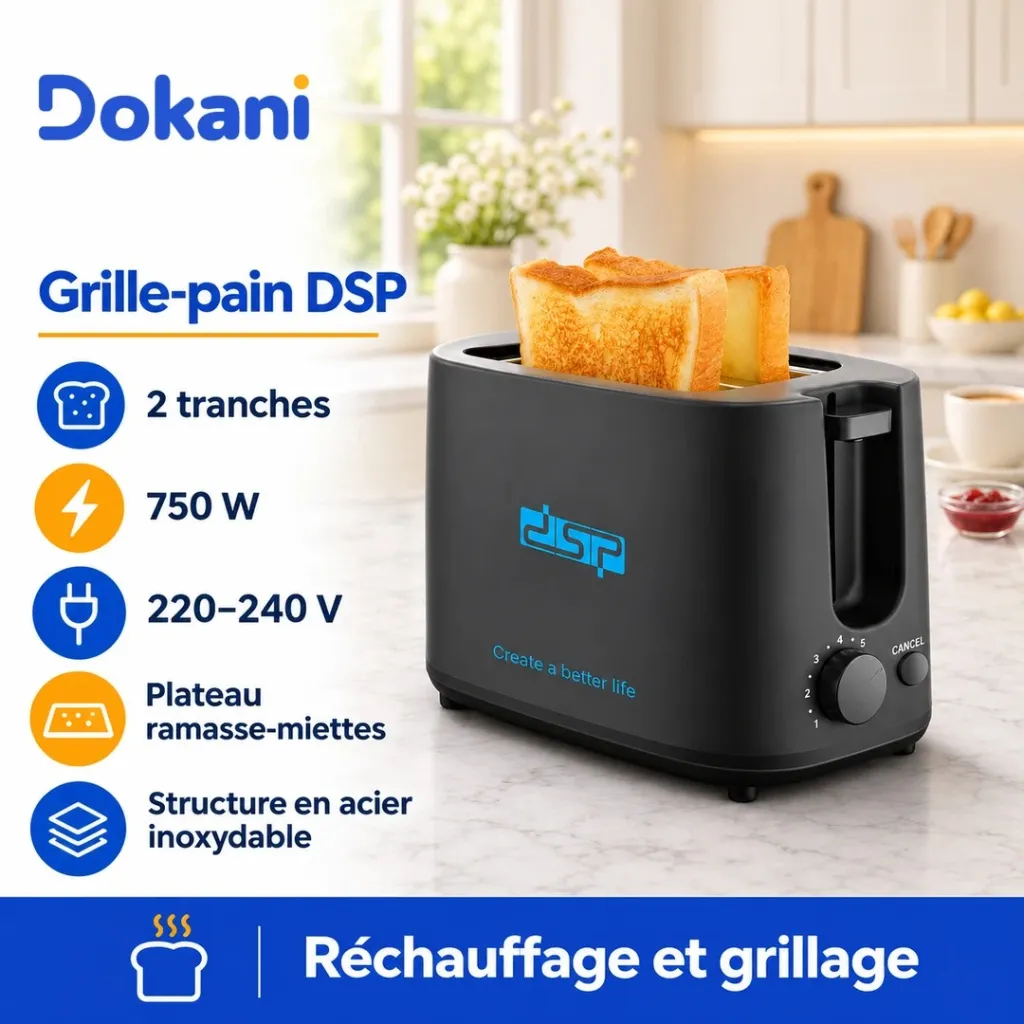 Dokani
Grille-pain DSP
2 tranches
750 W
220–240 V
Plateau
ramasse-miettes
Structure en acier
inoxydable
dsp
Create a better life
1
2
3
4
5
CANCEL
Réchauffage et grillage